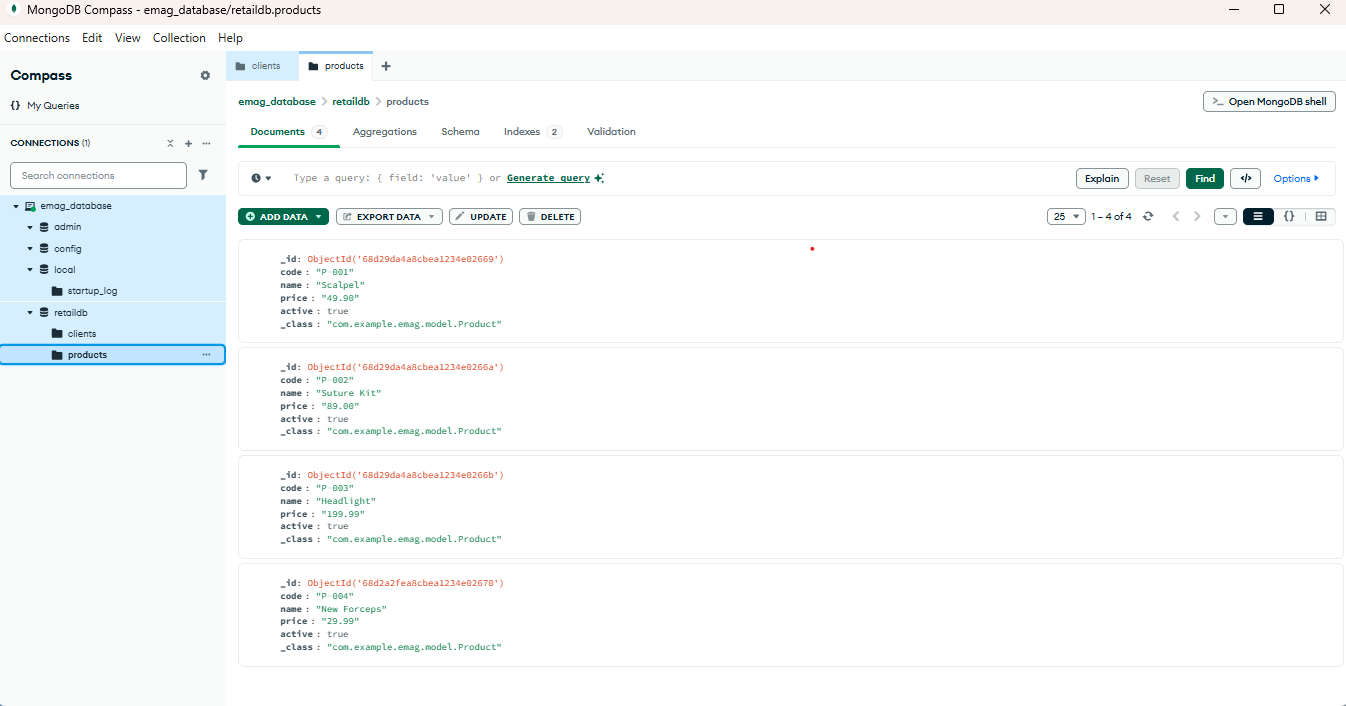 MongoDB Compass - emag_database/retaildb.products
Connections Edit View Collection Help
Compass
{} My Queries
CONNECTIONS (1)
Search connections
emag_database
admin
config
local
startup_log
retaildb
clients
products
clients
products
emag_database > retaildb > products
>_ Open MongoDB shell
Documents 4 Aggregations Schema Indexes 2 Validation
Type a query: { field: 'value' } or Generate query
Explain Reset Find </> Options
ADD DATA EXPORT DATA UPDATE DELETE
25 1 – 4 of 4 {}
_id: ObjectId('68d29da4a8cbea1234e02669')
code : "P-001"
name : "Scalpel"
price : "49.90"
active : true
_class : "com.example.emag.model.Product"
_id: ObjectId('68d29da4a8cbea1234e0266a')
code : "P-002"
name : "Suture Kit"
price : "89.00"
active : true
_class : "com.example.emag.model.Product"
_id: ObjectId('68d29da4a8cbea1234e0266b')
code : "P-003"
name : "Headlight"
price : "199.99"
active : true
_class : "com.example.emag.model.Product"
_id: ObjectId('68d2a2fea8cbea1234e02670')
code : "P-004"
name : "New Forceps"
price : "29.99"
active : true
_class : "com.example.emag.model.Product"